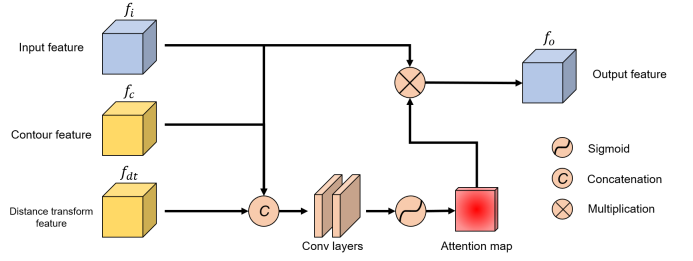 f_i
f_o
Input feature
Output feature
f_c
Contour feature
Sigmoid
f_dt
C
Concatenation
Distance transform
feature
C
Multiplication
Conv layers
Attention map